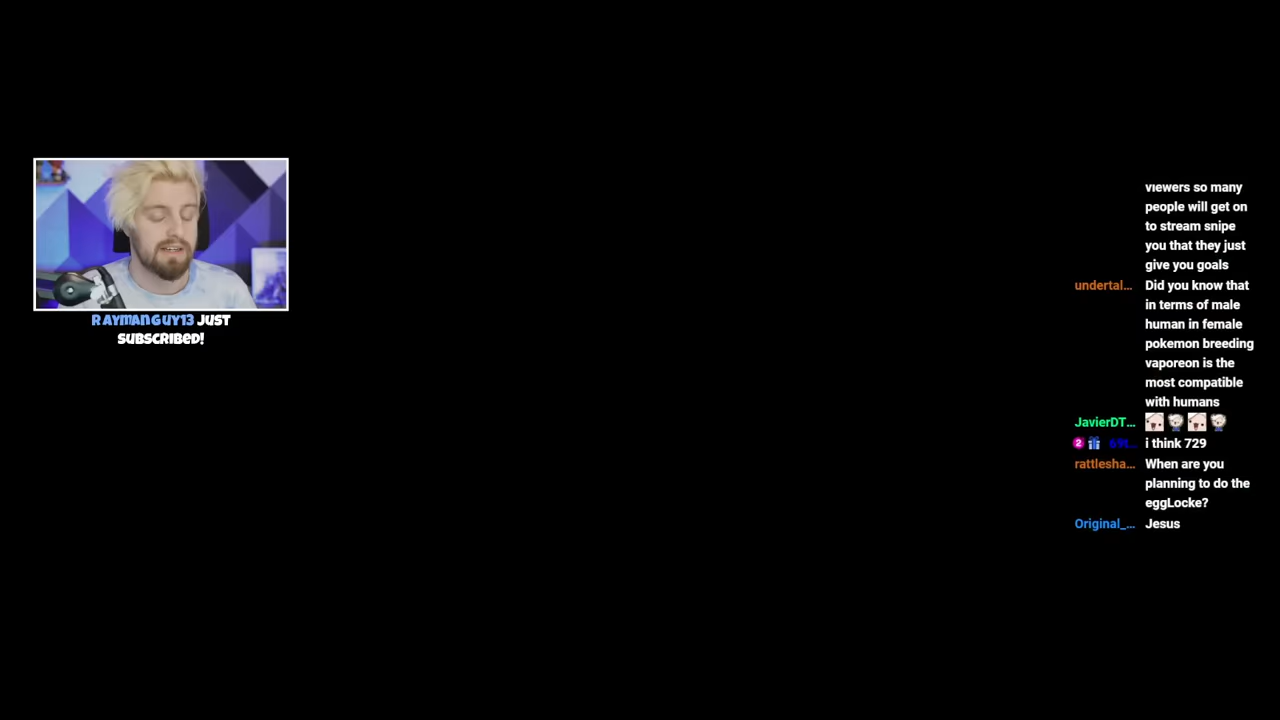 RAYMANGUY13 JUST
SUBSCRIBED!
viewers so many
people will get on
to stream snipe
you that they just
give you goals
undertal... Did you know that
in terms of male
human in female
pokemon breeding
vaporeon is the
most compatible
with humans
JavierDT...
2 69t... i think 729
rattlesha... When are you
planning to do the
eggLocke?
Original_... Jesus